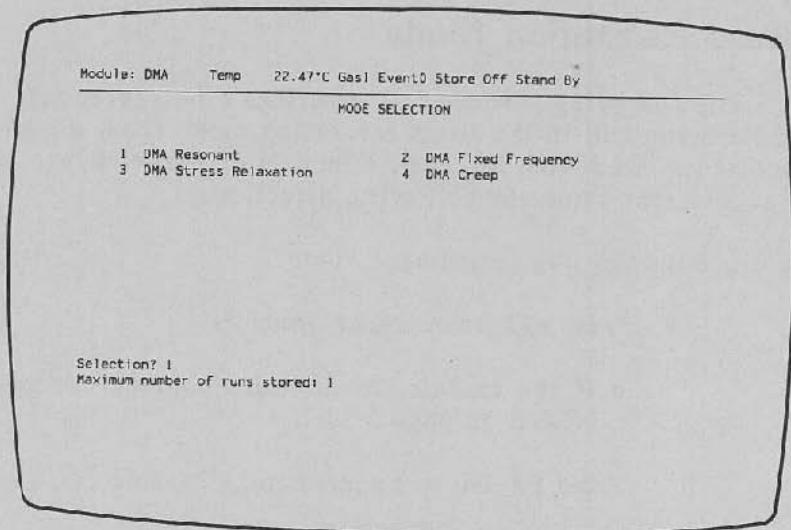 Module: DMA Temp 22.47°C Gas1 Event0 Store Off Stand By
MODE SELECTION
1 DMA Resonant 2 DMA Fixed Frequency
3 DMA Stress Relaxation 4 DMA Creep
Selection? 1
Maximum number of runs stored: 1